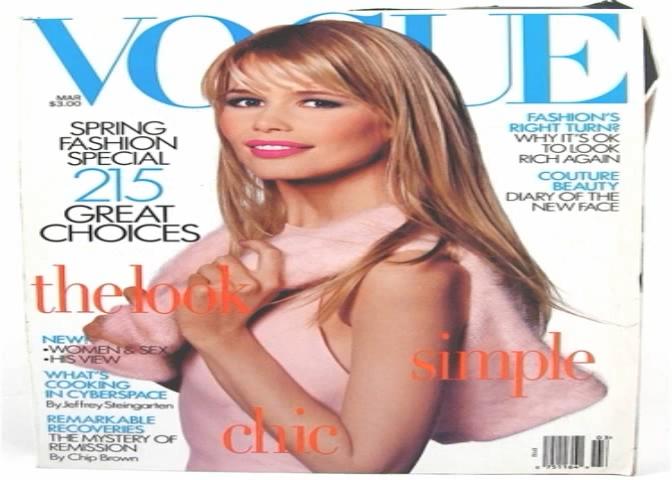 VOGUE
MAR
$3.00
SPRING
FASHION
SPECIAL
215
GREAT
CHOICES
FASHION'S
RIGHT TURN?
WHY IT'S OK
TO LOOK
RICH AGAIN
COUTURE
BEAUTY
DIARY OF THE
NEW FACE
the look
simple
chic
NEW!
•WOMEN & SEX
•HIS VIEW
WHAT'S
COOKING
IN CYBERSPACE
By Jeffrey Steingarten
REMARKABLE
RECOVERIES
THE MYSTERY OF
REMISSION
By Chip Brown